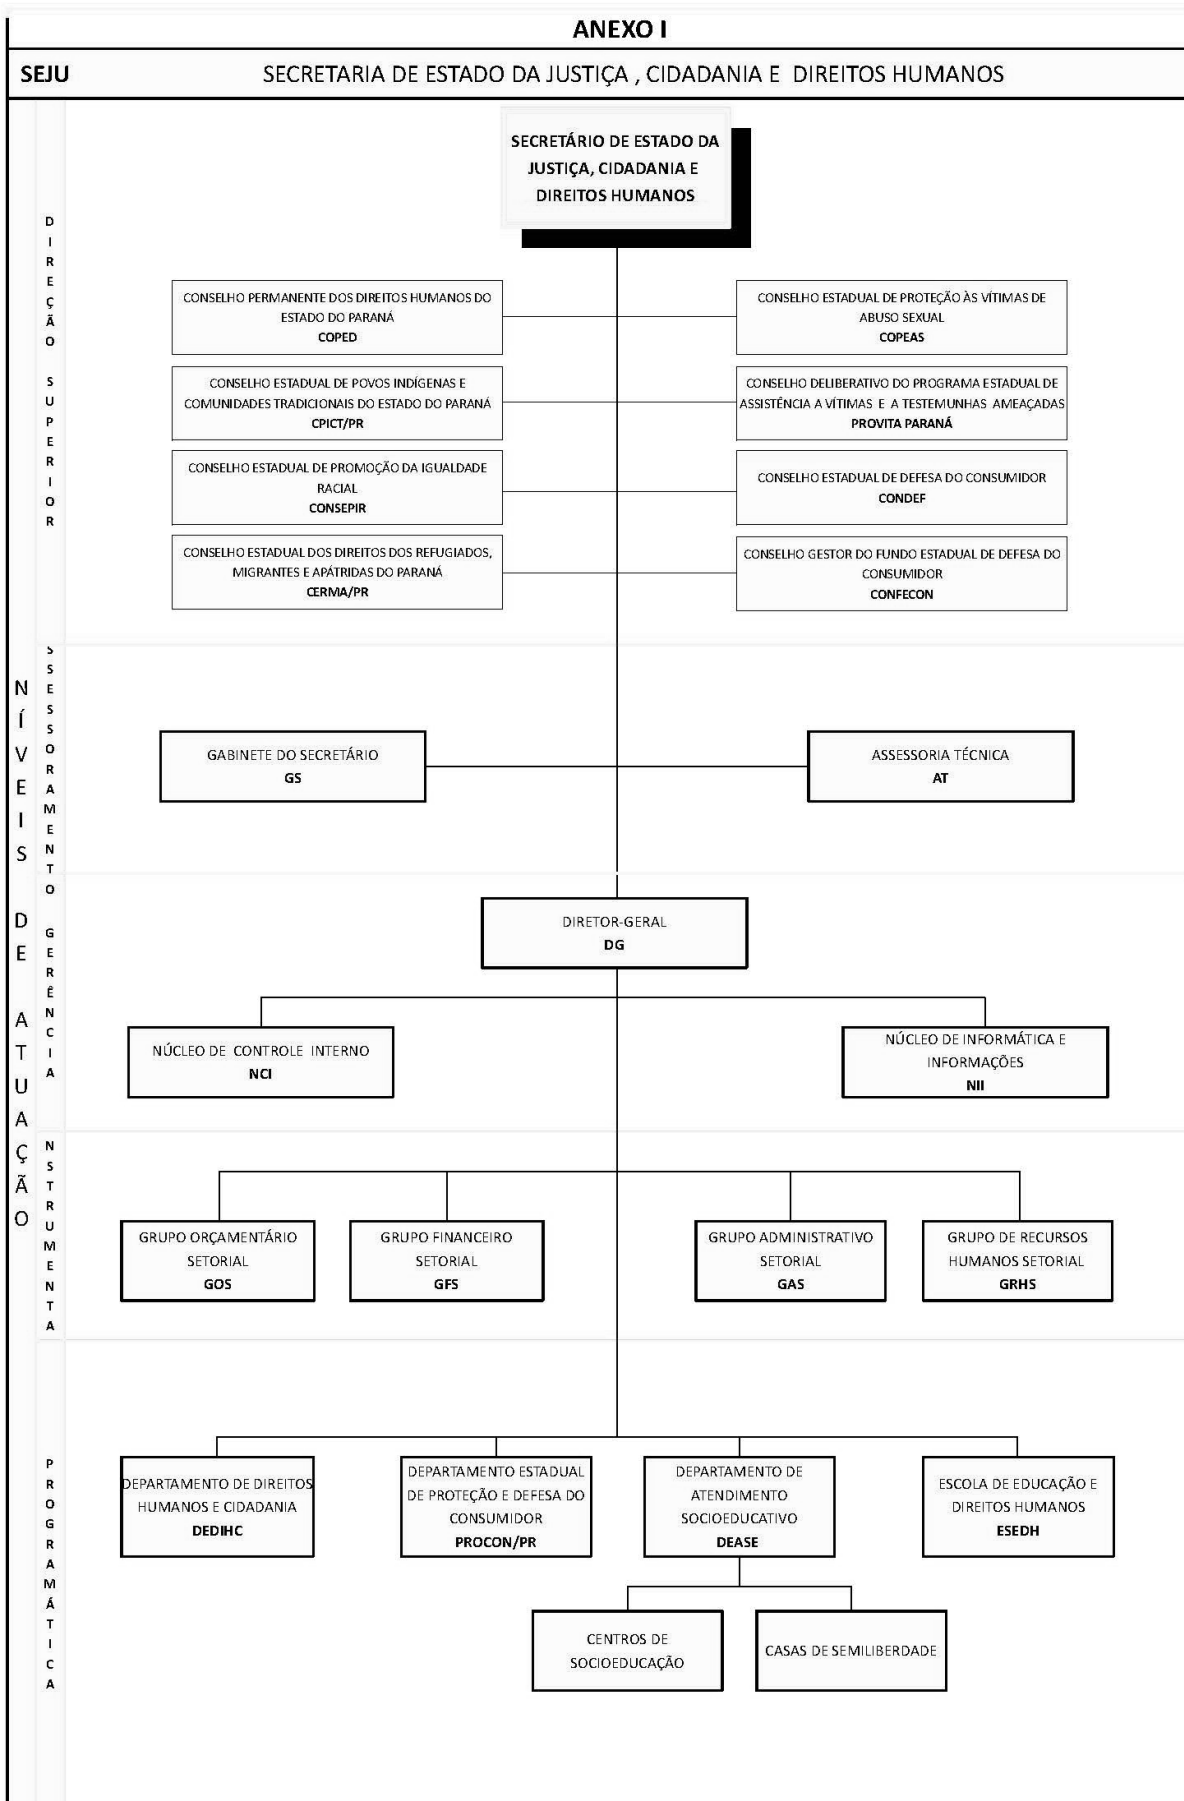 ANEXO I
SEJU SECRETARIA DE ESTADO DA JUSTIÇA , CIDADANIA E DIREITOS HUMANOS
NÍVEIS DE ATUAÇÃO
DIREÇÃO SUPERIOR
SECRETÁRIO DE ESTADO DA
JUSTIÇA, CIDADANIA E
DIREITOS HUMANOS
CONSELHO PERMANENTE DOS DIREITOS HUMANOS DO
ESTADO DO PARANÁ
COPED
CONSELHO ESTADUAL DE PROTEÇÃO ÀS VÍTIMAS DE
ABUSO SEXUAL
COPEAS
CONSELHO ESTADUAL DE POVOS INDÍGENAS E
COMUNIDADES TRADICIONAIS DO ESTADO DO PARANÁ
CPICT/PR
CONSELHO DELIBERATIVO DO PROGRAMA ESTADUAL DE
ASSISTÊNCIA A VÍTIMAS E A TESTEMUNHAS AMEAÇADAS
PROVITA PARANÁ
CONSELHO ESTADUAL DE PROMOÇÃO DA IGUALDADE
RACIAL
CONSEPIR
CONSELHO ESTADUAL DE DEFESA DO CONSUMIDOR
CONDEF
CONSELHO ESTADUAL DOS DIREITOS DOS REFUGIADOS,
MIGRANTES E APÁTRIDAS DO PARANÁ
CERMA/PR
CONSELHO GESTOR DO FUNDO ESTADUAL DE DEFESA DO
CONSUMIDOR
CONFECON
SSESSORAMENTO
GABINETE DO SECRETÁRIO
GS
ASSESSORIA TÉCNICA
AT
GERÊNCIA
DIRETOR-GERAL
DG
NÚCLEO DE CONTROLE INTERNO
NCI
NÚCLEO DE INFORMÁTICA E
INFORMAÇÕES
NII
NSTRUMENTA
GRUPO ORÇAMENTÁRIO
SETORIAL
GOS
GRUPO FINANCEIRO
SETORIAL
GFS
GRUPO ADMINISTRATIVO
SETORIAL
GAS
GRUPO DE RECURSOS
HUMANOS SETORIAL
GRHS
PROGRAMÁTICA
DEPARTAMENTO DE DIREITOS
HUMANOS E CIDADANIA
DEDIHC
DEPARTAMENTO ESTADUAL
DE PROTEÇÃO E DEFESA DO
CONSUMIDOR
PROCON/PR
DEPARTAMENTO DE
ATENDIMENTO
SOCIOEDUCATIVO
DEASE
ESCOLA DE EDUCAÇÃO E
DIREITOS HUMANOS
ESEDH
CENTROS DE
SOCIOEDUCAÇÃO
CASAS DE SEMILIBERDADE